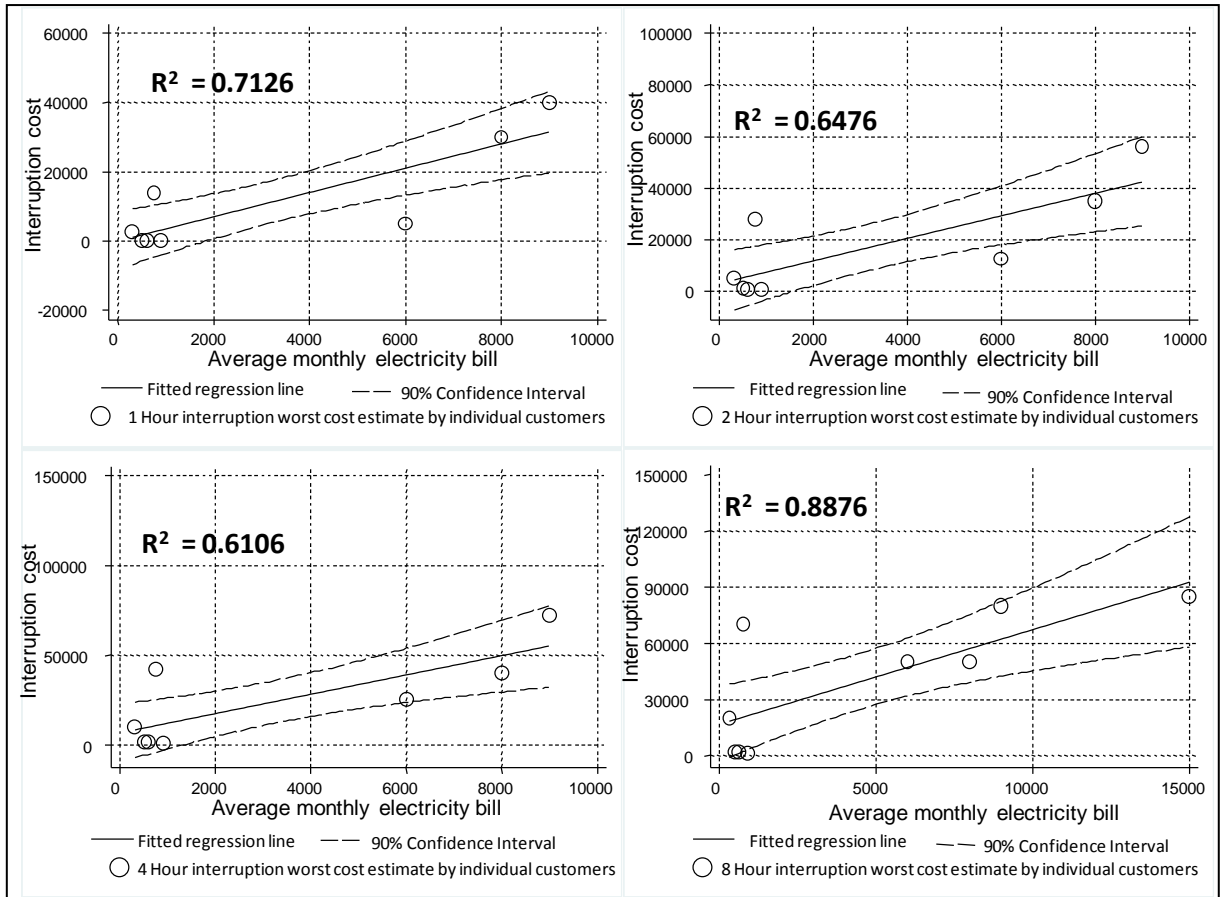 60000
R² = 0.7126
40000
20000
0
-20000
Interruption cost
0 2000 4000 6000 8000 10000
Average monthly electricity bill
Fitted regression line 90% Confidence Interval
1 Hour interruption worst cost estimate by individual customers
100000
80000
R² = 0.6476
60000
40000
20000
0
Interruption cost
0 2000 4000 6000 8000 10000
Average monthly electricity bill
Fitted regression line 90% Confidence Interval
2 Hour interruption worst cost estimate by individual customers
150000
R² = 0.6106
100000
50000
0
Interruption cost
0 2000 4000 6000 8000 10000
Average monthly electricity bill
Fitted regression line 90% Confidence Interval
4 Hour interruption worst cost estimate by individual customers
150000
R² = 0.8876
120000
90000
60000
30000
0
Interruption cost
0 5000 10000 15000
Average monthly electricity bill
Fitted regression line 90% Confidence Interval
8 Hour interruption worst cost estimate by individual customers